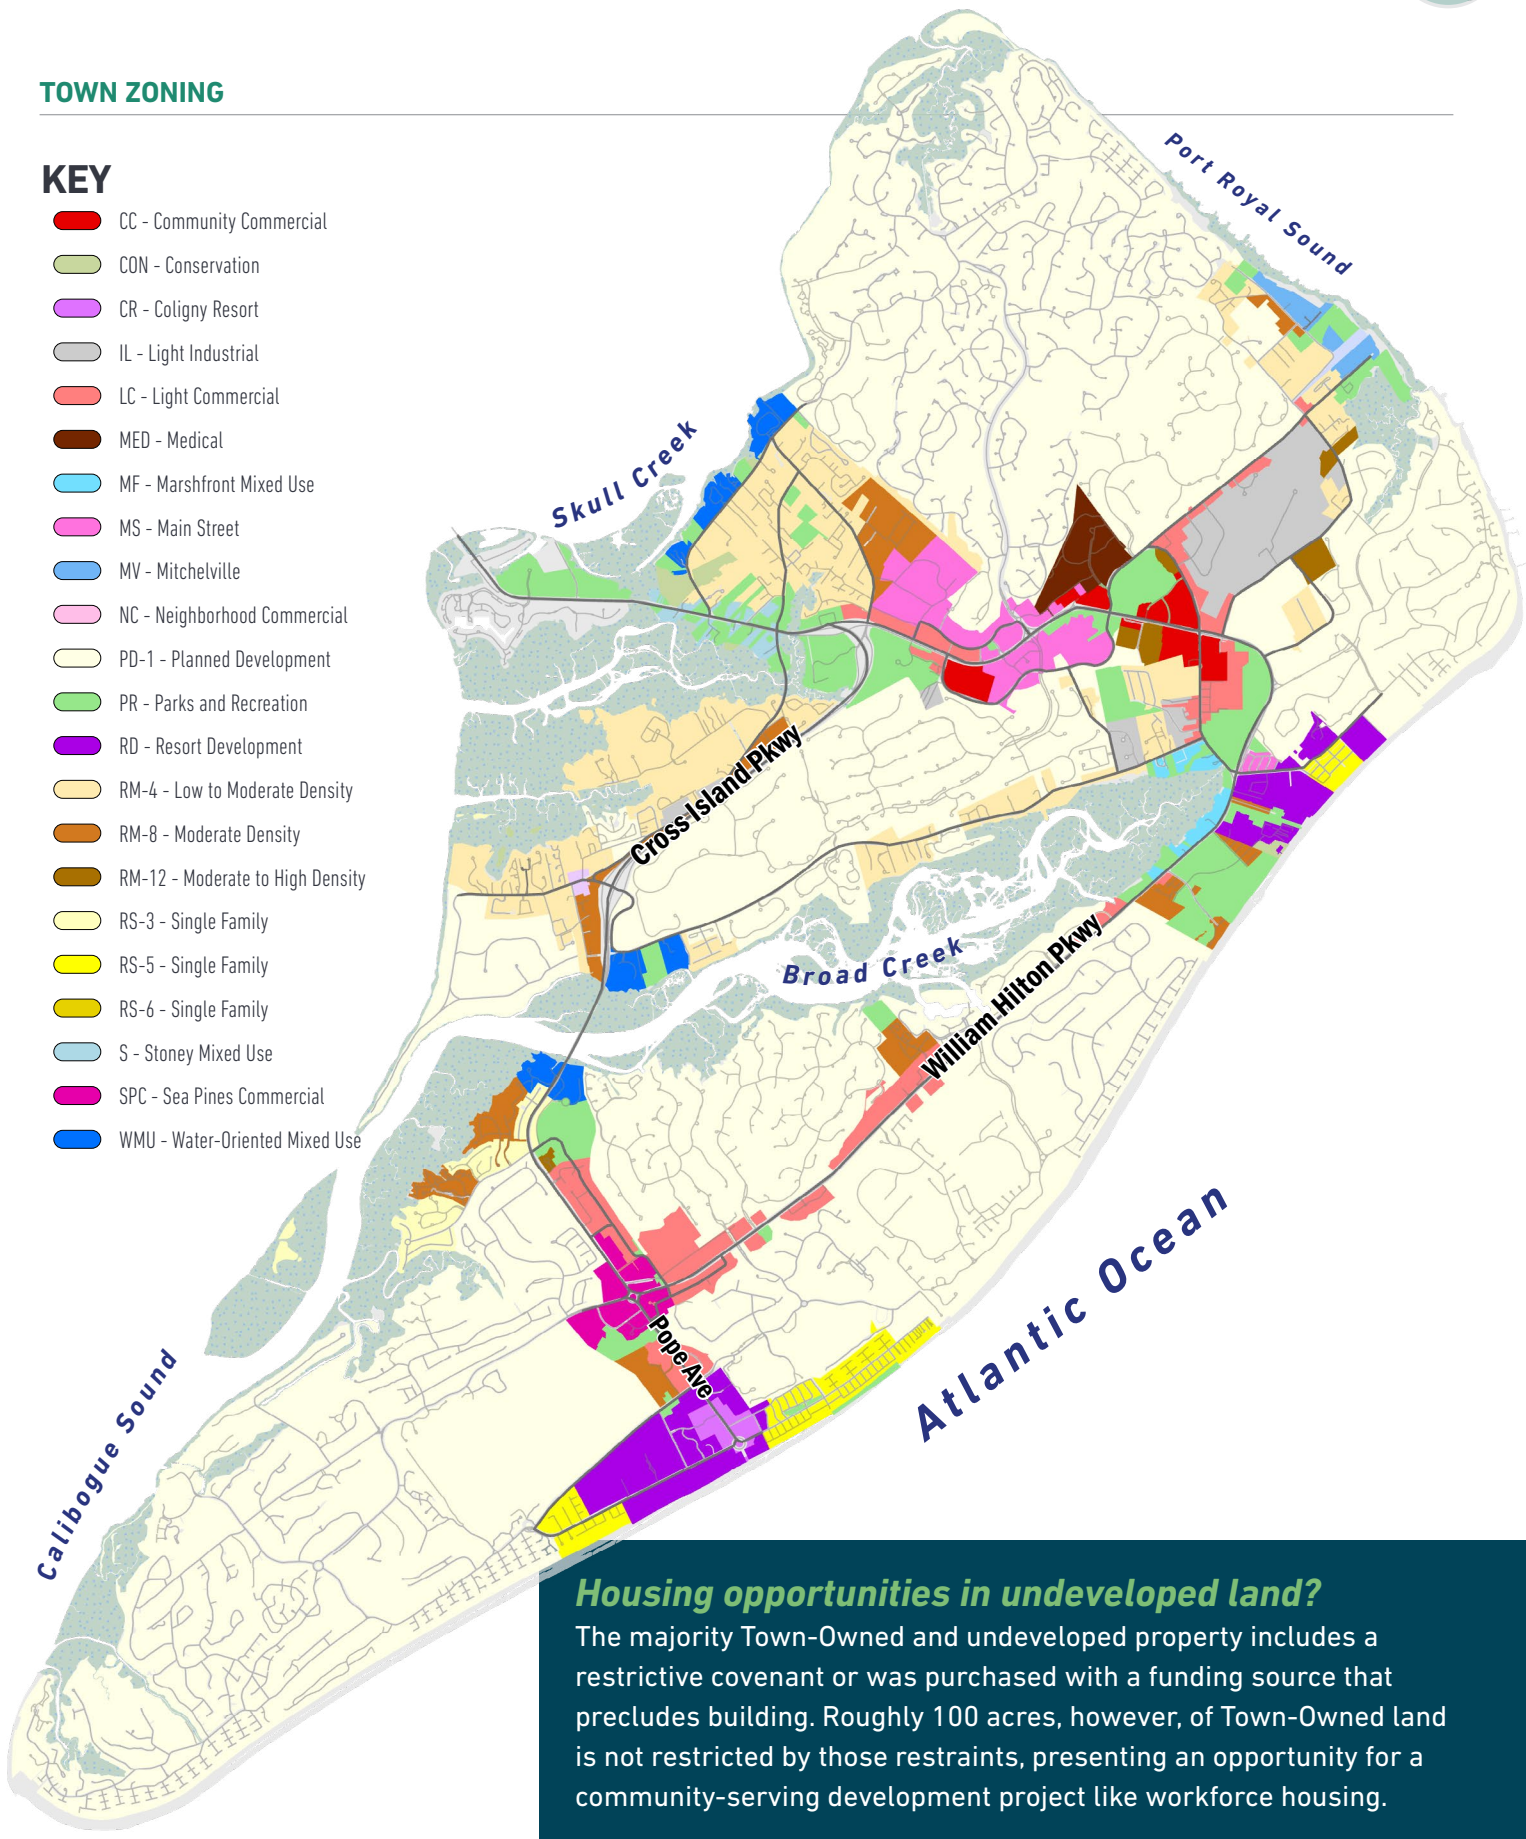 TOWN ZONING
KEY
CC - Community Commercial
CON - Conservation
CR - Coligny Resort
IL - Light Industrial
LC - Light Commercial
MED - Medical
MF - Marshfront Mixed Use
MS - Main Street
MV - Mitchelville
NC - Neighborhood Commercial
PD-1 - Planned Development
PR - Parks and Recreation
RD - Resort Development
RM-4 - Low to Moderate Density
RM-8 - Moderate Density
RM-12 - Moderate to High Density
RS-3 - Single Family
RS-5 - Single Family
RS-6 - Single Family
S - Stoney Mixed Use
SPC - Sea Pines Commercial
WMU - Water-Oriented Mixed Use
Port Royal Sound
Skull Creek
Cross Island Pkwy
Broad Creek
William Hilton Pkwy
Atlantic Ocean
Pope Ave
Calibogue Sound
Housing opportunities in undeveloped land?
The majority Town-Owned and undeveloped property includes a
restrictive covenant or was purchased with a funding source that
precludes building. Roughly 100 acres, however, of Town-Owned land
is not restricted by those restraints, presenting an opportunity for a
community-serving development project like workforce housing.